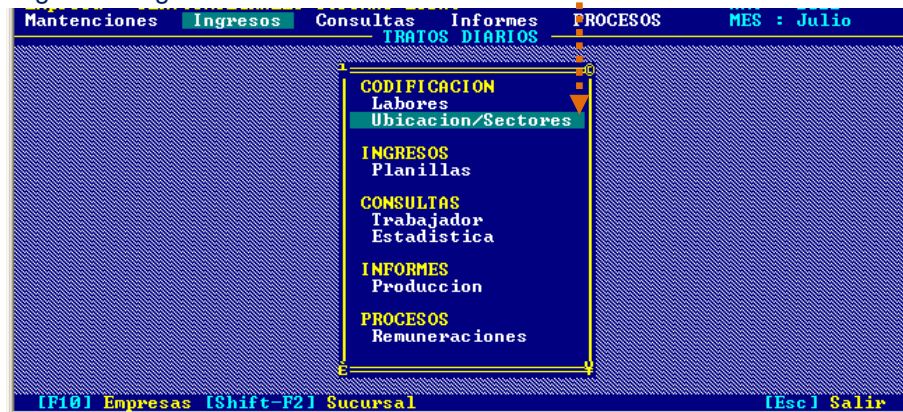 Mantenciones Ingresos Consultas Informes PROCESOS MES : Julio
TRATOS DIARIOS
CODIFICACION
Labores
Ubicacion/Sectores
INGRESOS
Planillas
CONSULTAS
Trabajador
Estadistica
INFORMES
Produccion
PROCESOS
Remuneraciones
[F10] Empresas [Shift-F2] Sucursal [Esc] Salir